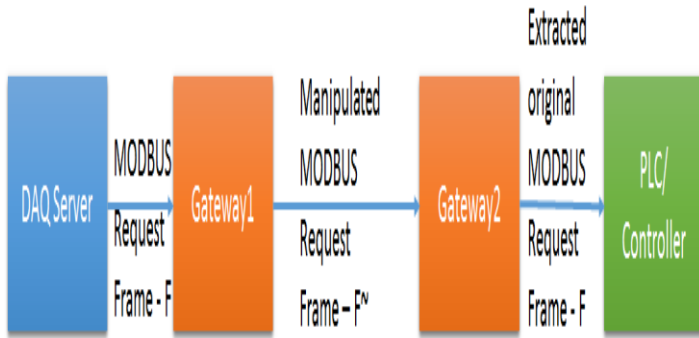 DAQ Server
MODBUS
Request
Frame - F
Gateway1
Manipulated
MODBUS
Request
Frame – F~
Gateway2
Extracted
original
MODBUS
Request
Frame - F
PLC/
Controller